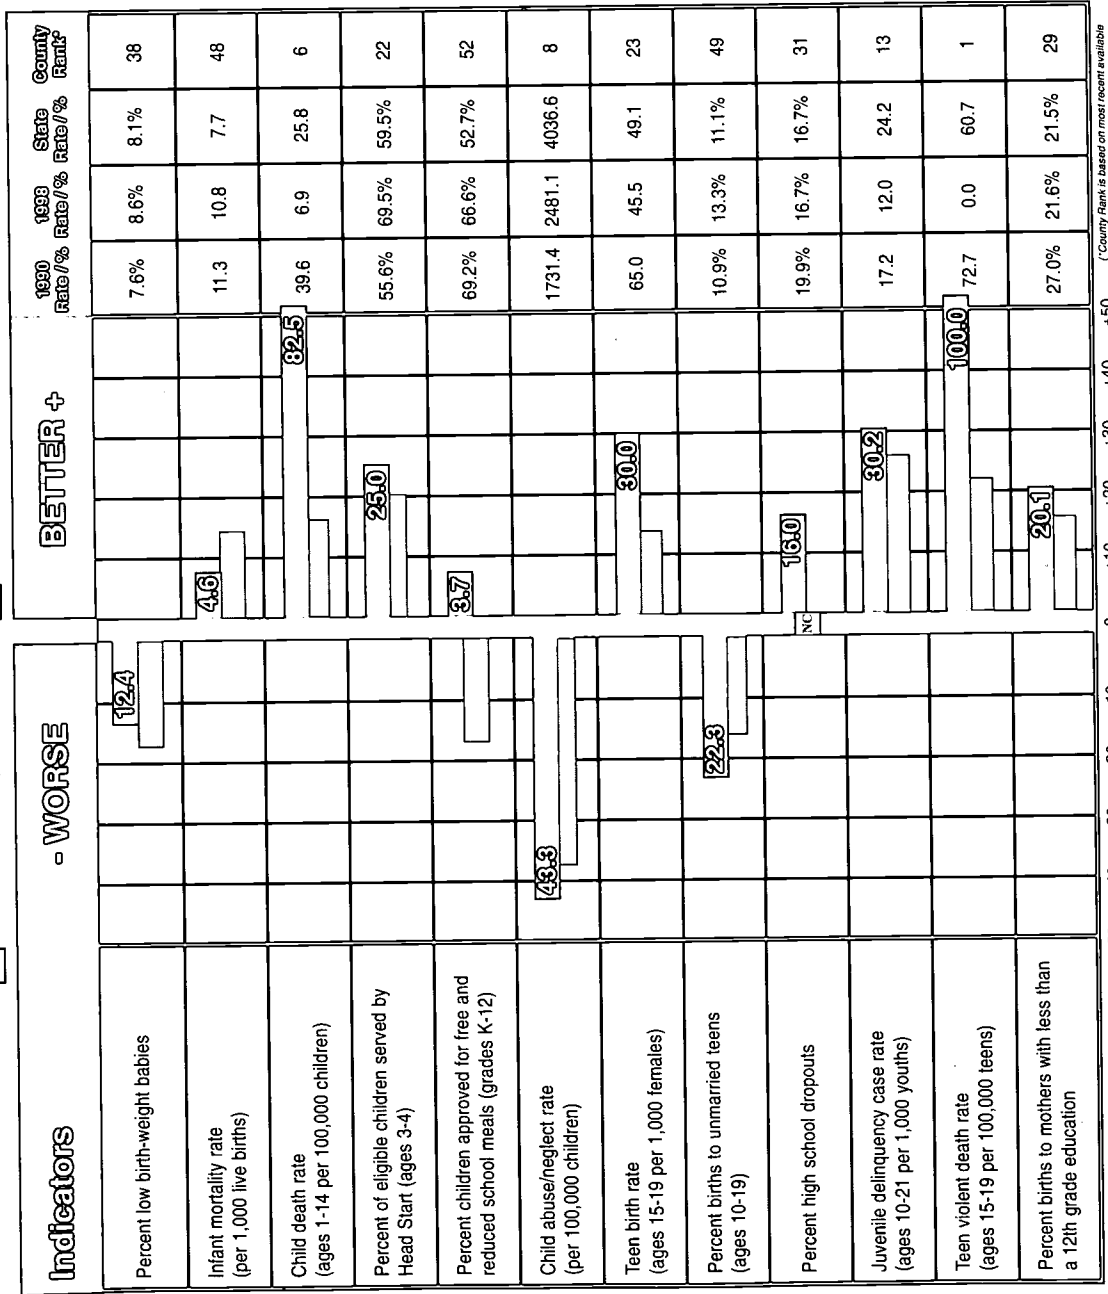 Indicators - WORSE BETTER + 1990 Rate / % 1998 Rate / % State Rate / % County Rank*
Percent low birth-weight babies 12.4 7.6% 8.6% 8.1% 38
Infant mortality rate
(per 1,000 live births) 4.6 11.3 10.8 7.7 48
Child death rate
(ages 1-14 per 100,000 children) 82.5 39.6 6.9 25.8 6
Percent of eligible children served by
Head Start (ages 3-4) 25.0 55.6% 69.5% 59.5% 22
Percent children approved for free and
reduced school meals (grades K-12) 3.7 69.2% 66.6% 52.7% 52
Child abuse/neglect rate
(per 100,000 children) 43.3 1731.4 2481.1 4036.6 8
Teen birth rate
(ages 15-19 per 1,000 females) 30.0 65.0 45.5 49.1 23
Percent births to unmarried teens
(ages 10-19) 22.3 10.9% 13.3% 11.1% 49
Percent high school dropouts NC 16.0 19.9% 16.7% 16.7% 31
Juvenile delinquency case rate
(ages 10-21 per 1,000 youths) 30.2 17.2 12.0 24.2 13
Teen violent death rate
(ages 15-19 per 100,000 teens) 100.0 72.7 0.0 60.7 1
Percent births to mothers with less than
a 12th grade education 20.1 27.0% 21.6% 21.5% 29
+10 +20 +30 +40 +50
(*County Rank is based on most recent available